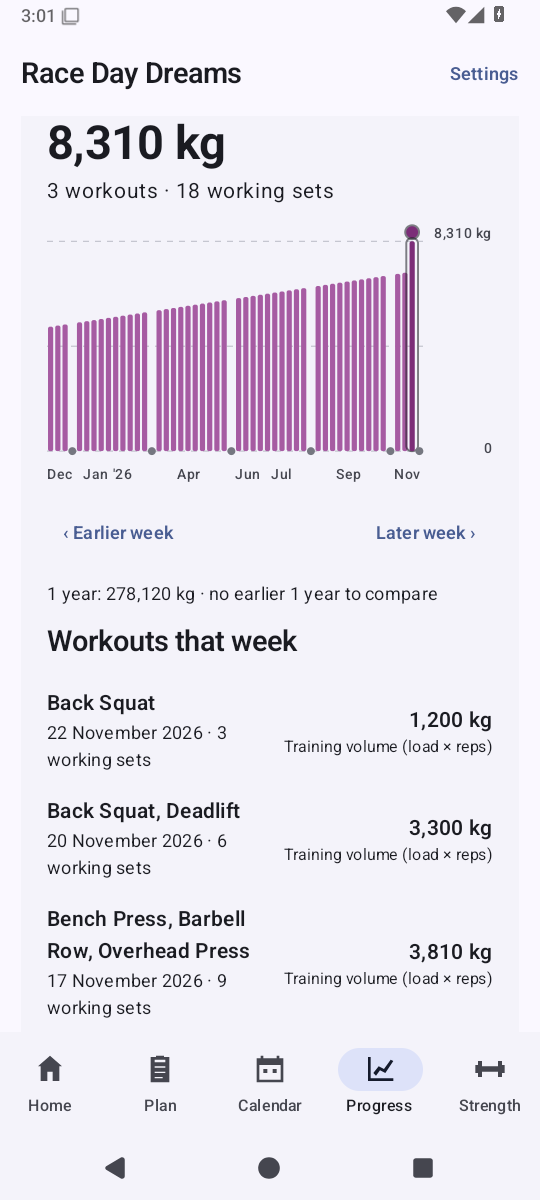 3:01
Race Day Dreams
Settings
8,310 kg
3 workouts · 18 working sets
8,310 kg
0
Dec Jan '26 Apr Jun Jul Sep Nov
‹ Earlier week
Later week ›
1 year: 278,120 kg · no earlier 1 year to compare
Workouts that week
Back Squat
22 November 2026 · 3
working sets
1,200 kg
Training volume (load × reps)
Back Squat, Deadlift
20 November 2026 · 6
working sets
3,300 kg
Training volume (load × reps)
Bench Press, Barbell
Row, Overhead Press
17 November 2026 · 9
working sets
3,810 kg
Training volume (load × reps)
Home
Plan
Calendar
Progress
Strength